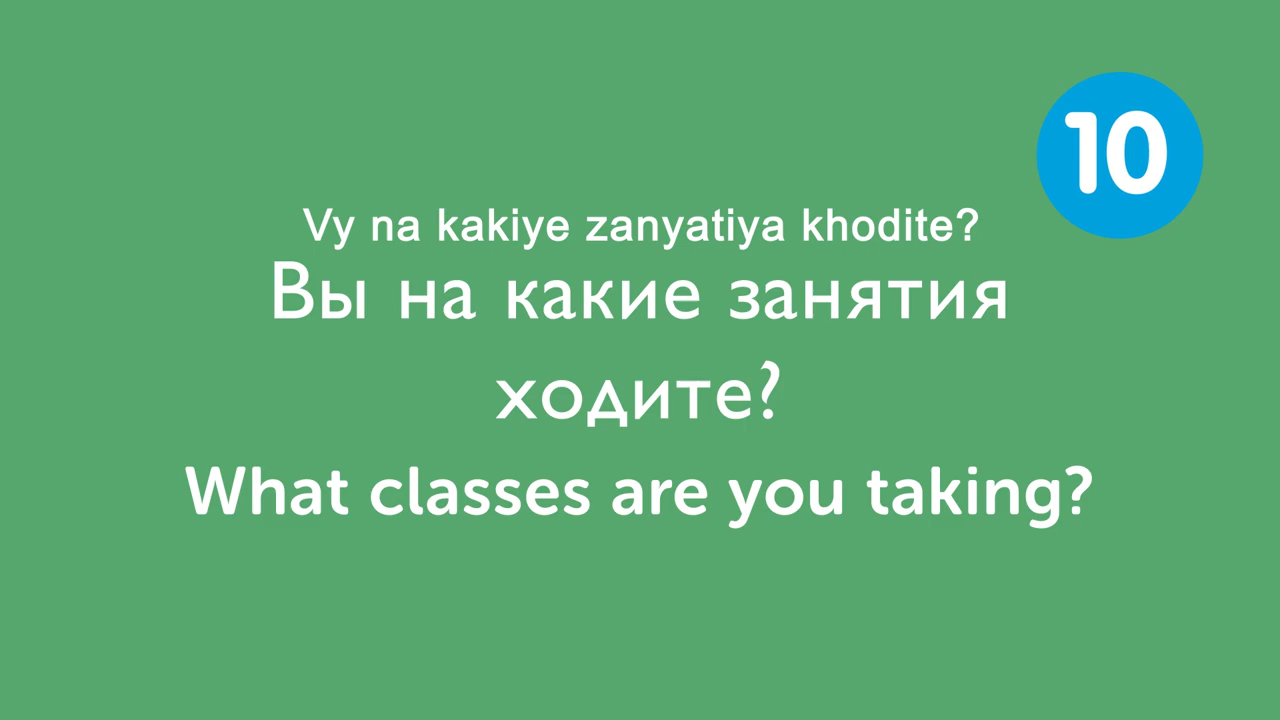 10
Vy na kakiye zanyatiya khodite?
Вы на какие занятия
ходите?
What classes are you taking?